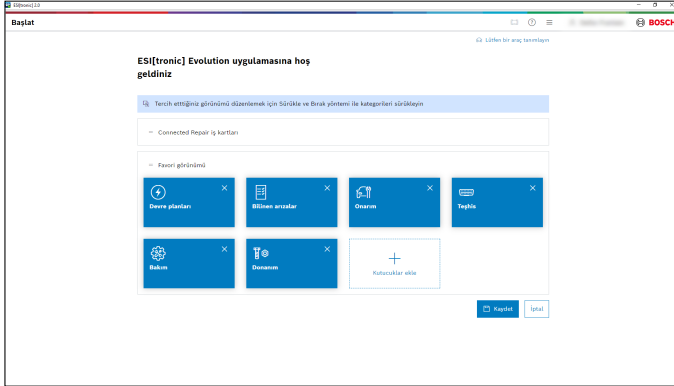 ESI[tronic] 2.0
Başlat
BOSCH
Lütfen bir araç tanımlayın
ESI[tronic] Evolution uygulamasına hoş
geldiniz
Tercih etttiğiniz görünümü düzenlemek için Sürükle ve Bırak yöntemi ile kategorileri sürükleyin
Connected Repair iş kartları
Favori görünümü
Devre planları
Bilinen arızalar
Onarım
Teşhis
Bakım
Donanım
Kutucuklar ekle
Kaydet
İptal